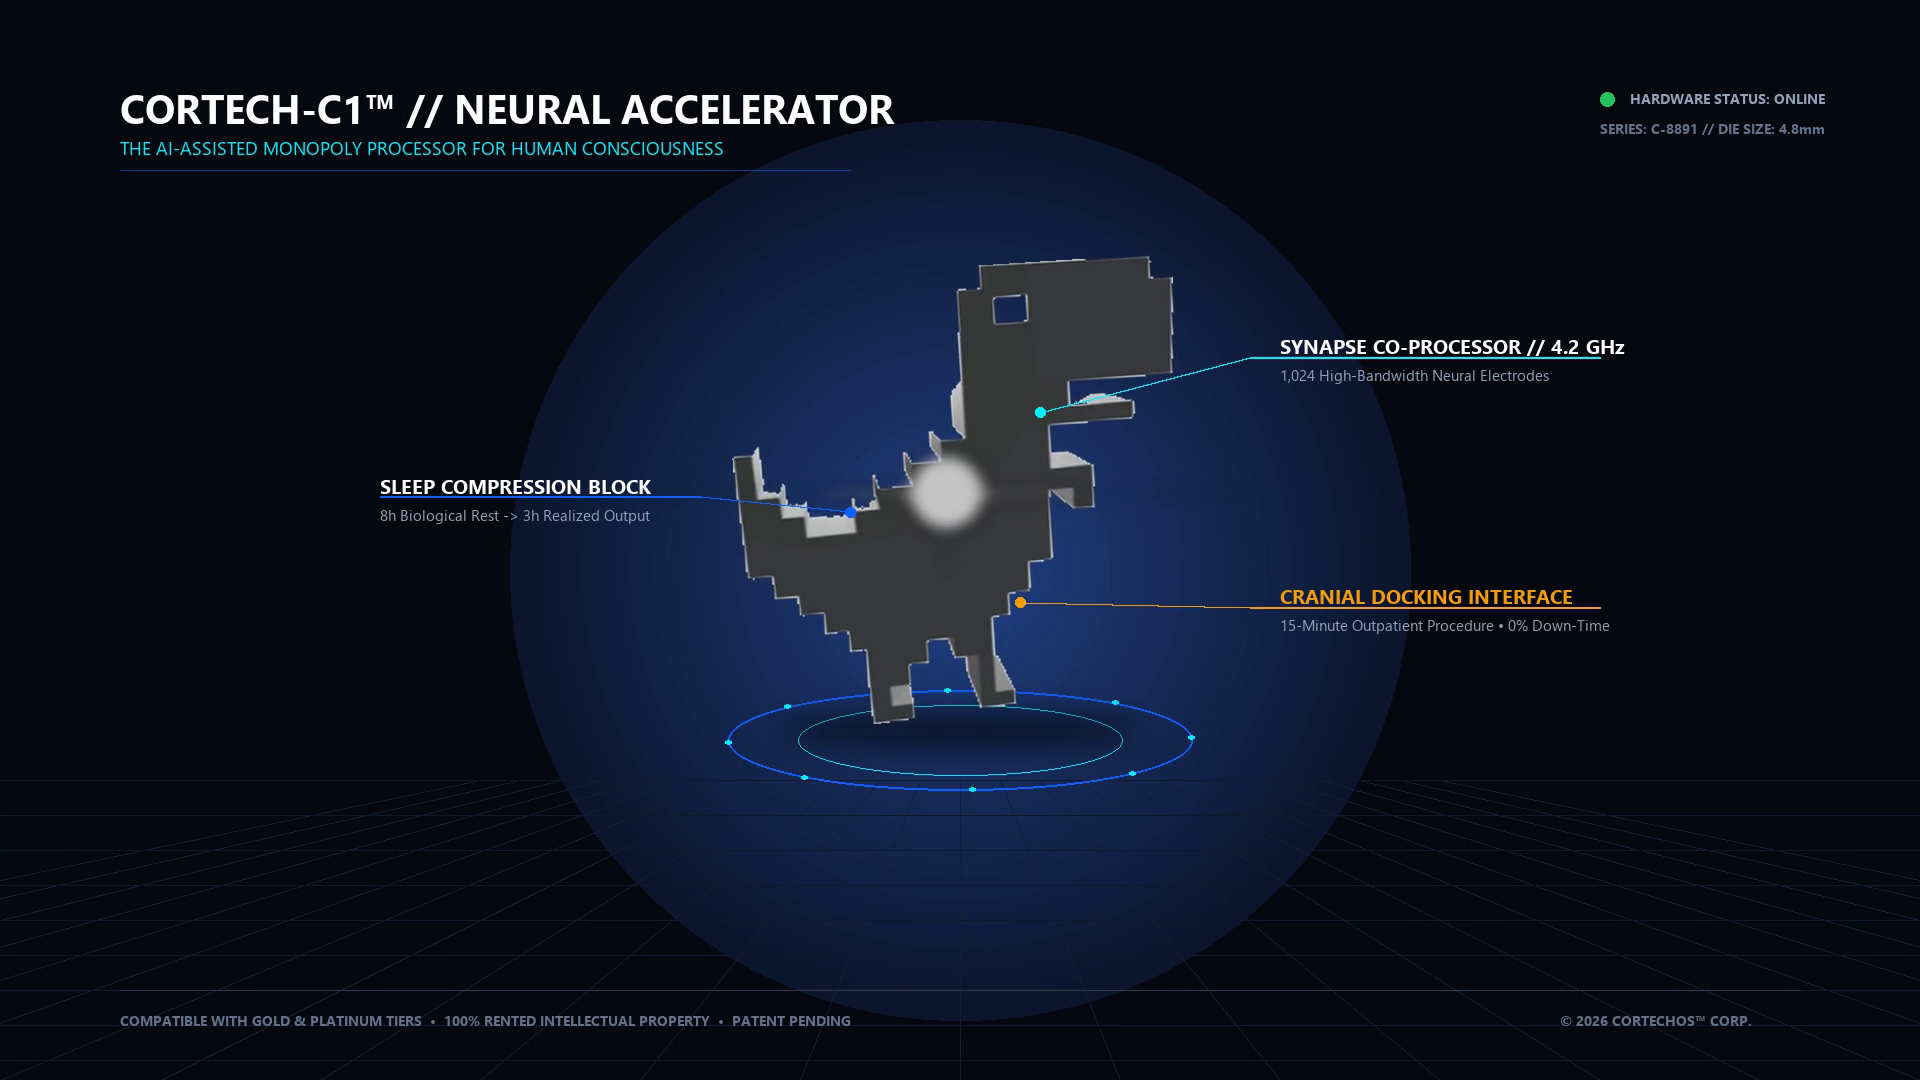 CORTECH-C1™ // NEURAL ACCELERATOR
THE AI-ASSISTED MONOPOLY PROCESSOR FOR HUMAN CONSCIOUSNESS
HARDWARE STATUS: ONLINE
SERIES: C-8891 // DIE SIZE: 4.8mm
SYNAPSE CO-PROCESSOR // 4.2 GHz
1,024 High-Bandwidth Neural Electrodes
SLEEP COMPRESSION BLOCK
8h Biological Rest -> 3h Realized Output
CRANIAL DOCKING INTERFACE
15-Minute Outpatient Procedure • 0% Down-Time
COMPATIBLE WITH GOLD & PLATINUM TIERS • 100% RENTED INTELLECTUAL PROPERTY • PATENT PENDING
© 2026 CORTECHOS™ CORP.